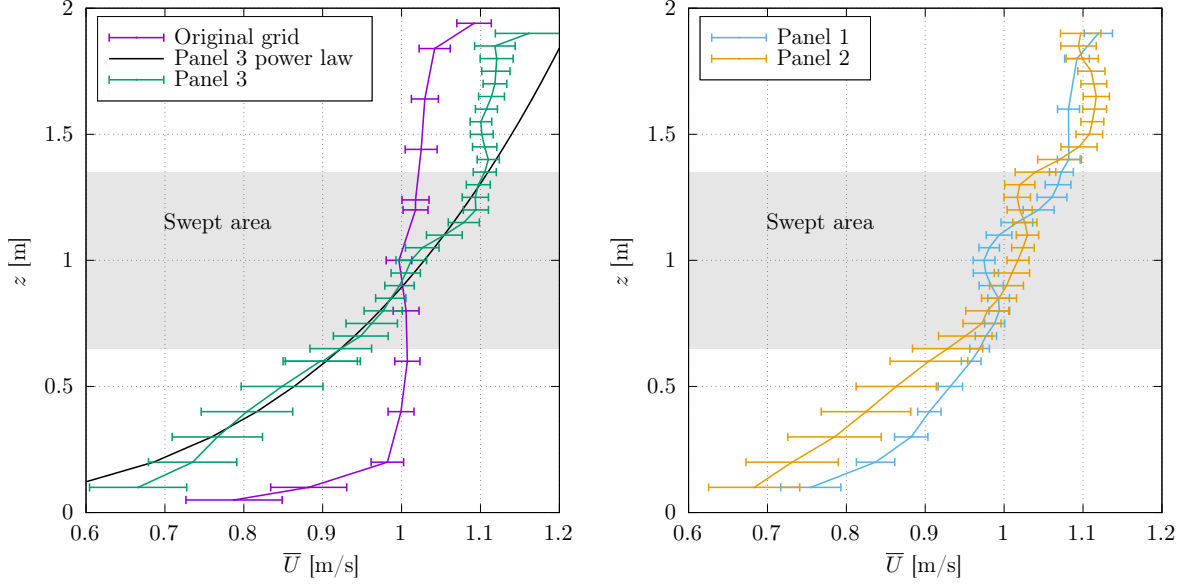 Original grid
Panel 3 power law
Panel 3
Swept area
2
1.5
1
0.5
0
z [m]
0.6 0.7 0.8 0.9 1 1.1 1.2
U̅ [m/s]
Panel 1
Panel 2
Swept area
2
1.5
1
0.5
0
z [m]
0.6 0.7 0.8 0.9 1 1.1 1.2
U̅ [m/s]